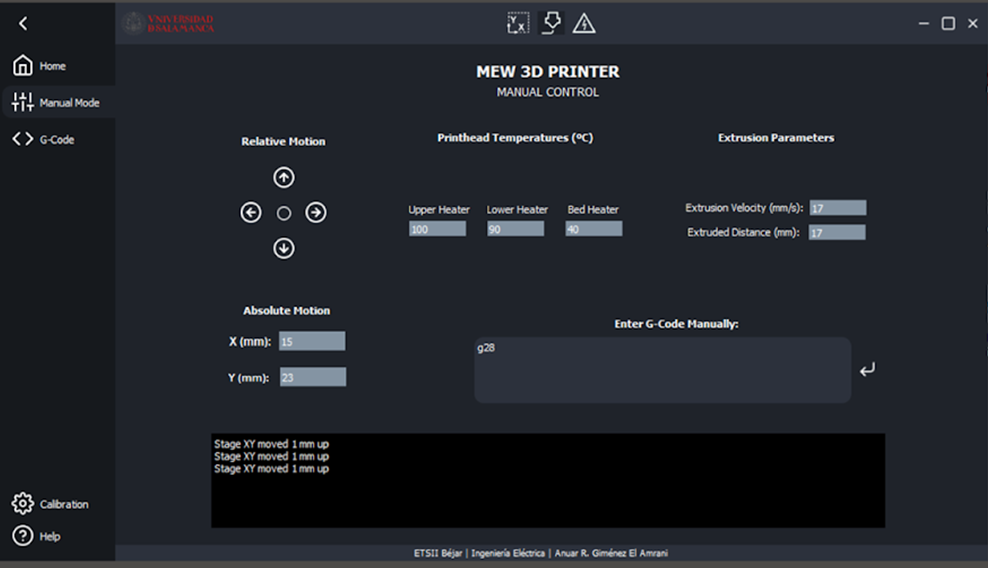 VNIVERSIDAD
D SALAMANCA
Home
Manual Mode
G-Code
Calibration
Help
Y
X
MEW 3D PRINTER
MANUAL CONTROL
Relative Motion
Printhead Temperatures (ºC)
Upper Heater
Lower Heater
Bed Heater
100
90
40
Extrusion Parameters
Extrusion Velocity (mm/s): 17
Extruded Distance (mm): 17
Absolute Motion
X (mm): 15
Y (mm): 23
Enter G-Code Manually:
g28
Stage XY moved 1 mm up
Stage XY moved 1 mm up
Stage XY moved 1 mm up
ETSII Béjar | Ingeniería Eléctrica | Anuar R. Giménez El Amrani